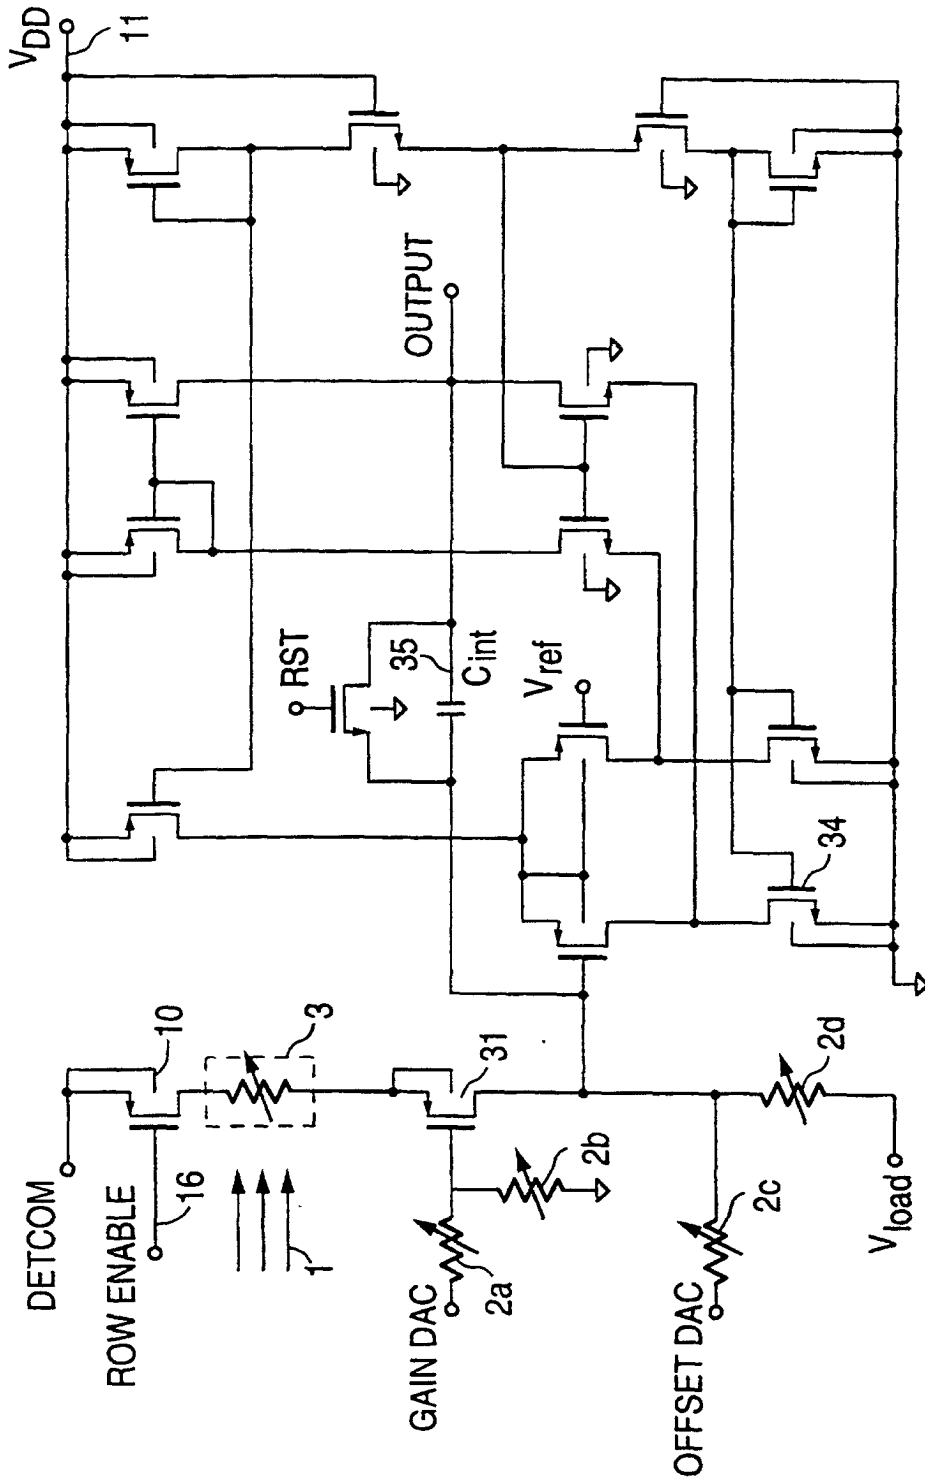 DETCOM
ROW ENABLE
16
10
3
1
31
GAIN DAC
2a
2b
OFFSET DAC
2c
2d
Vload
RST
35
Cint
Vref
34
OUTPUT
VDD
11